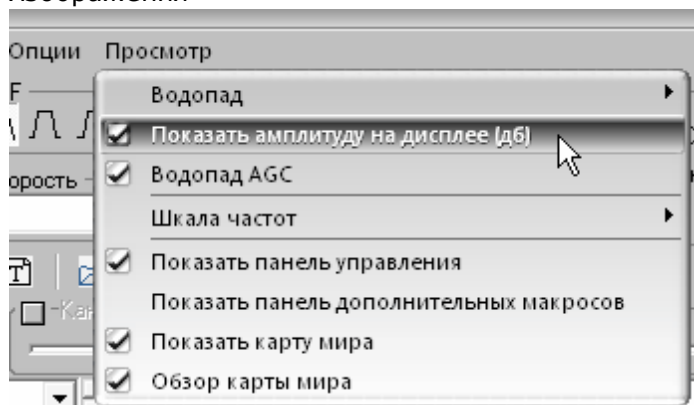 Опции Просмотр
Водопад
Показать амплитуду на дисплее (дб)
Водопад AGC
Шкала частот
Показать панель управления
Показать панель дополнительных макросов
Показать карту мира
Обзор карты мира